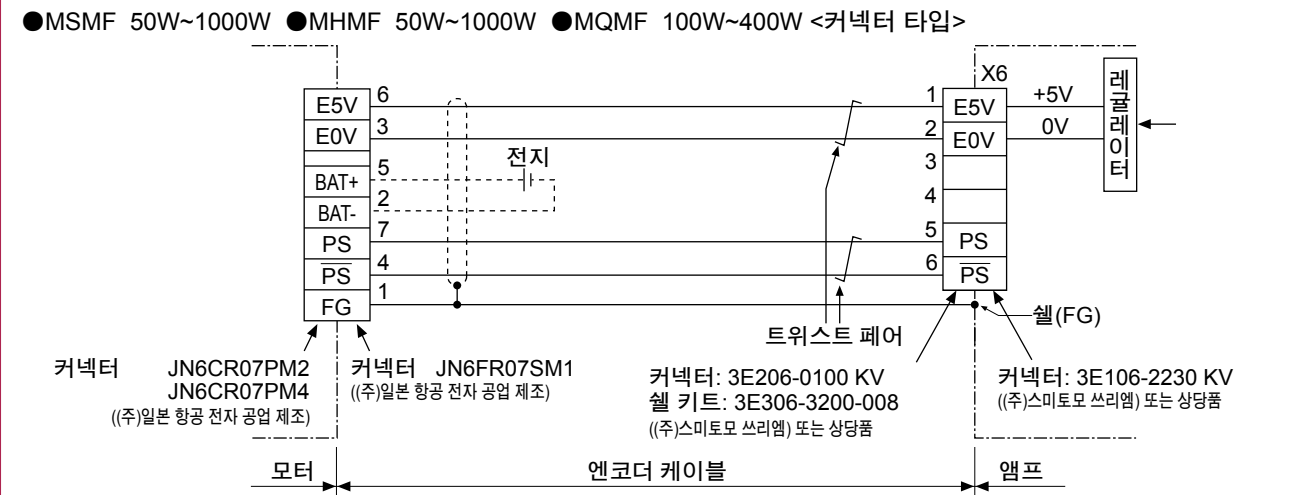 ●MSMF 50W~1000W ●MHMF 50W~1000W ●MQMF 100W~400W <커넥터 타입>
X6
E5V 6
1 E5V +5V
E0V 3
2 E0V 0V
레귤레이터
3
전지
BAT+ 5
4
BAT- 2
PS 7
5 PS
PS 4
6 PS
FG 1
쉘(FG)
트위스트 페어
커넥터 JN6CR07PM2
JN6CR07PM4
((주)일본 항공 전자 공업 제조)
커넥터 JN6FR07SM1
((주)일본 항공 전자 공업 제조)
커넥터: 3E206-0100 KV
쉘 키트: 3E306-3200-008
((주)스미토모 쓰리엠) 또는 상당품
커넥터: 3E106-2230 KV
((주)스미토모 쓰리엠) 또는 상당품
모터
엔코더 케이블
앰프